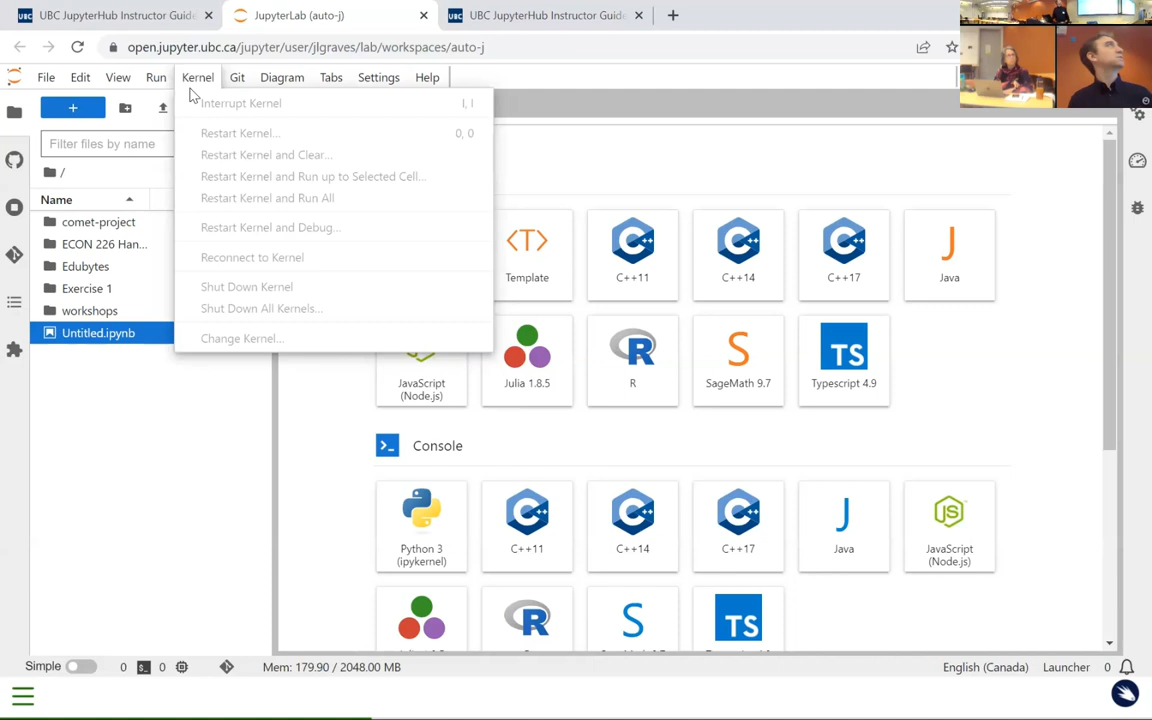 UBC JupyterHub Instructor Guide
JupyterLab (auto-j)
UBC JupyterHub Instructor Guide
open.jupyter.ubc.ca/jupyter/user/jlgraves/lab/workspaces/auto-j
File Edit View Run Kernel Git Diagram Tabs Settings Help
Interrupt Kernel I, I
Restart Kernel... 0, 0
Restart Kernel and Clear...
Restart Kernel and Run up to Selected Cell...
Restart Kernel and Run All
Restart Kernel and Debug...
Reconnect to Kernel
Shut Down Kernel
Shut Down All Kernels...
Change Kernel...
Filter files by name
/
Name
comet-project
ECON 226 Han...
Edubytes
Exercise 1
workshops
Untitled.ipynb
<T>
Template
C++
C++11
C++
C++14
C++
C++17
J
Java
JavaScript
(Node.js)
Julia 1.8.5
R
R
S
SageMath 9.7
TS
Typescript 4.9
Console
Python 3
(ipykernel)
C++
C++11
C++
C++14
C++
C++17
J
Java
JS
JavaScript
(Node.js)
R
S
TS
Simple 0 0 Mem: 179.90 / 2048.00 MB English (Canada) Launcher 0